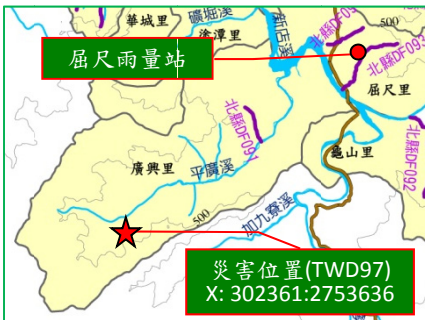 華城里
礦堀溪
塗潭里
新店溪
500
北縣DF093
屈尺雨量站
屈尺里
北縣DF091
北縣DF092
廣興里
平廣溪
龜山里
500
加九寮溪
災害位置(TWD97)
X: 302361:2753636